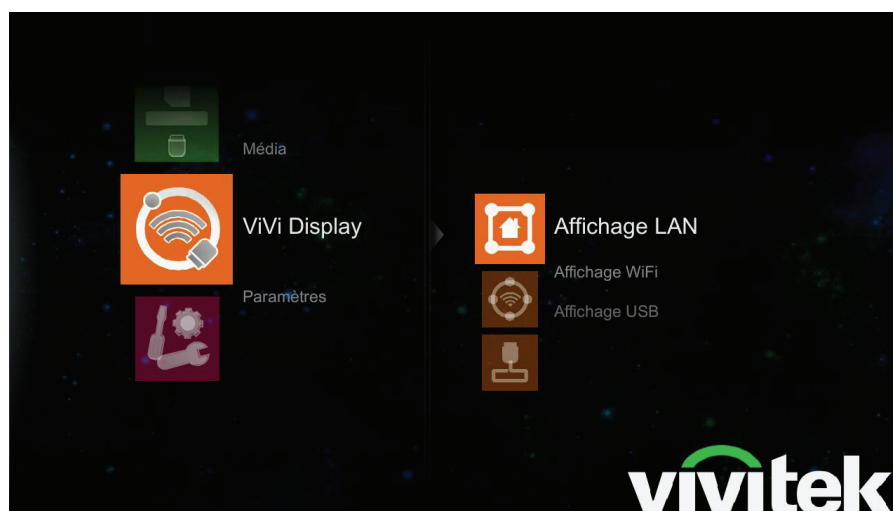 Média
ViVi Display
Paramètres
Affichage LAN
Affichage WiFi
Affichage USB
vivitek